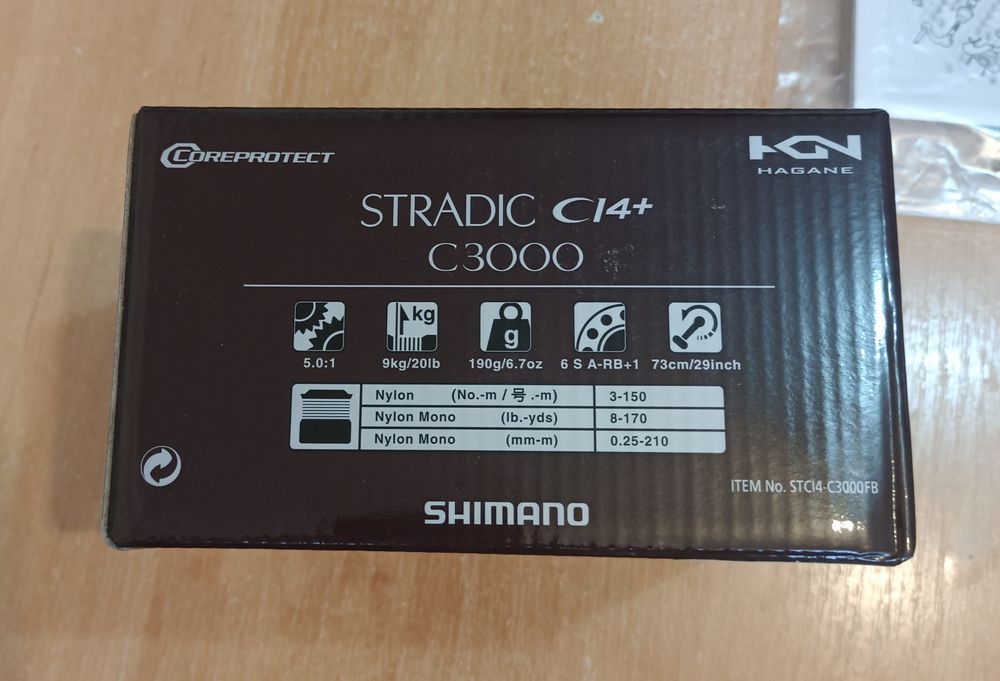 COREPROTECT
HGN
HAGANE
STRADIC CI4+
C3000
kg
g
5.0:1
9kg/20lb
190g/6.7oz
6 S A-RB+1
73cm/29inch
Nylon (No.-m / 号.-m) 3-150
Nylon Mono (lb.-yds) 8-170
Nylon Mono (mm-m) 0.25-210
ITEM No. STCI4-C3000FB
SHIMANO